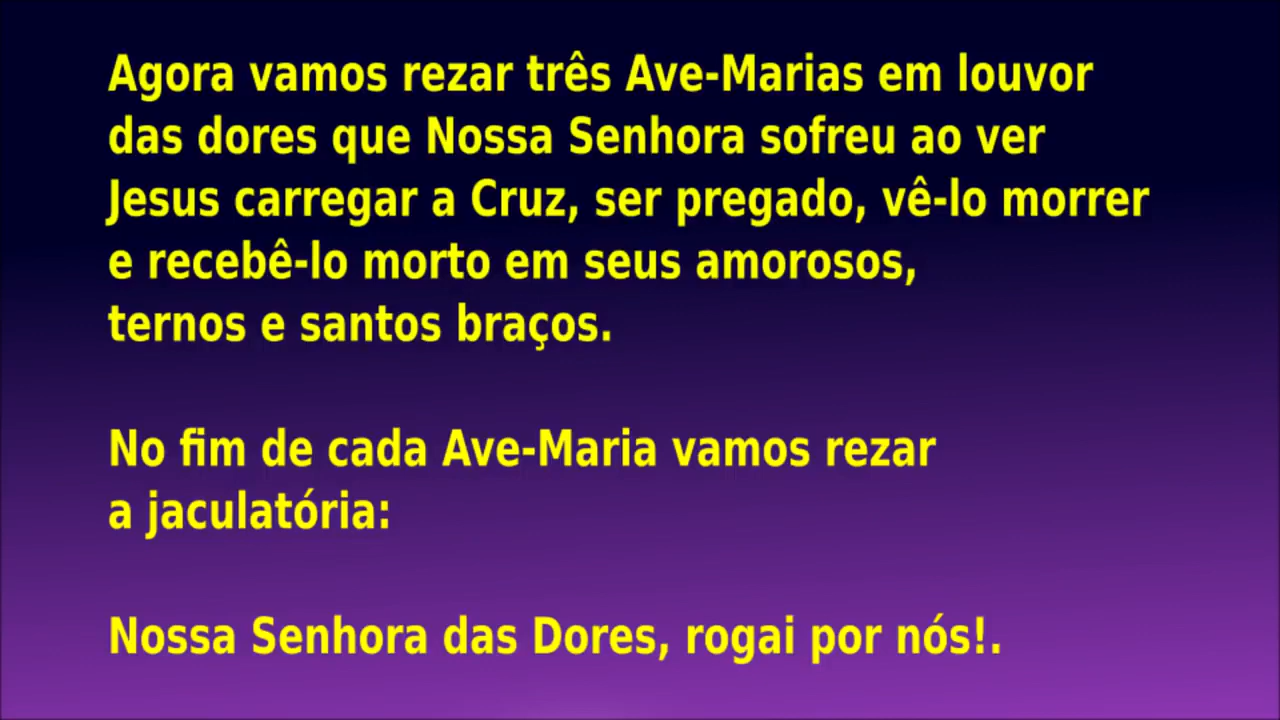 Agora vamos rezar três Ave-Marias em louvor
das dores que Nossa Senhora sofreu ao ver
Jesus carregar a Cruz, ser pregado, vê-lo morrer
e recebê-lo morto em seus amorosos,
ternos e santos braços.
No fim de cada Ave-Maria vamos rezar
a jaculatória:
Nossa Senhora das Dores, rogai por nós!.